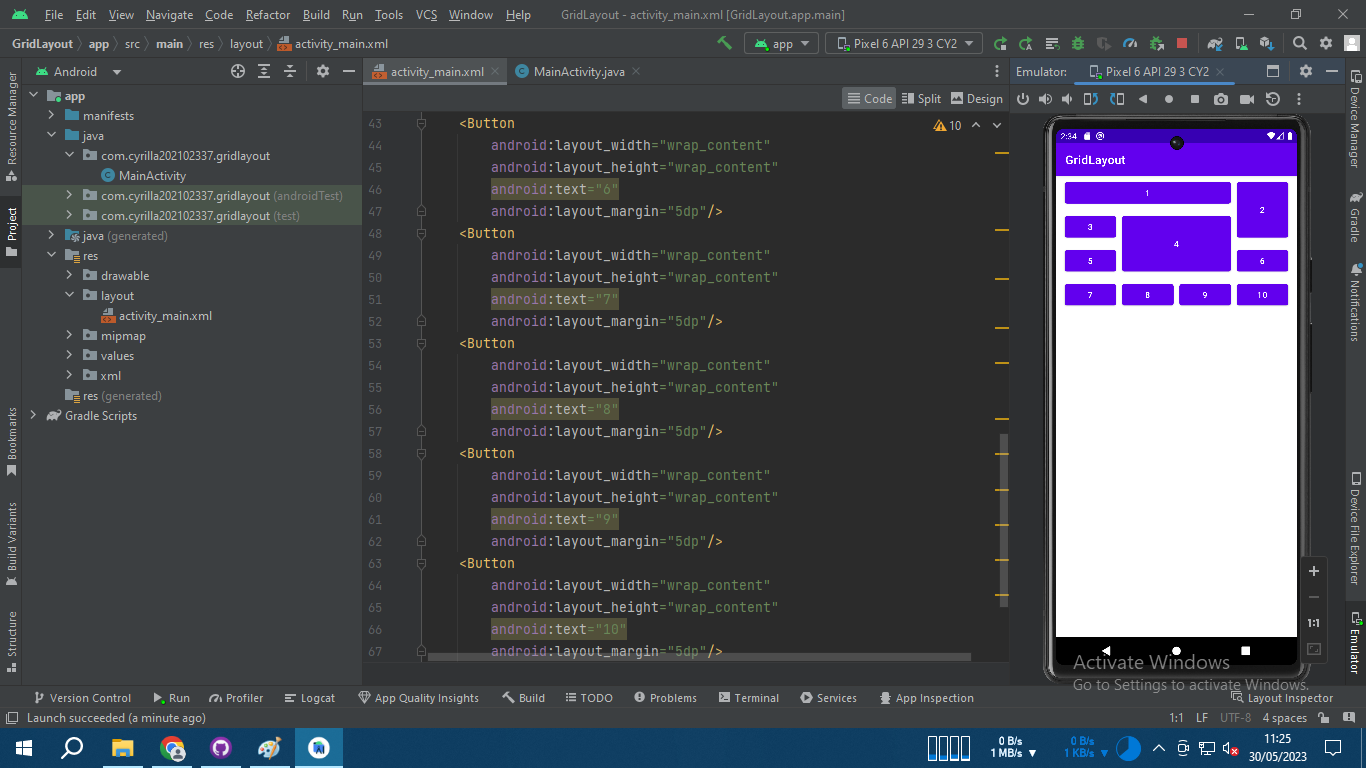 File Edit View Navigate Code Refactor Build Run Tools VCS Window Help GridLayout - activity_main.xml [GridLayout.app.main]
GridLayout app src main res layout activity_main.xml app Pixel 6 API 29 3 CY2
Resource Manager
Project
Bookmarks
Build Variants
Structure
Android
app
manifests
java
com.cyrilla202102337.gridlayout
MainActivity
com.cyrilla202102337.gridlayout (androidTest)
com.cyrilla202102337.gridlayout (test)
java (generated)
res
drawable
layout
activity_main.xml
mipmap
values
xml
res (generated)
Gradle Scripts
activity_main.xml MainActivity.java
Code Split Design
10
43 <Button
44 android:layout_width="wrap_content"
45 android:layout_height="wrap_content"
46 android:text="6"
47 android:layout_margin="5dp"/>
48 <Button
49 android:layout_width="wrap_content"
50 android:layout_height="wrap_content"
51 android:text="7"
52 android:layout_margin="5dp"/>
53 <Button
54 android:layout_width="wrap_content"
55 android:layout_height="wrap_content"
56 android:text="8"
57 android:layout_margin="5dp"/>
58 <Button
59 android:layout_width="wrap_content"
60 android:layout_height="wrap_content"
61 android:text="9"
62 android:layout_margin="5dp"/>
63 <Button
64 android:layout_width="wrap_content"
65 android:layout_height="wrap_content"
66 android:text="10"
67 android:layout_margin="5dp"/>
Emulator: Pixel 6 API 29 3 CY2
2:34
GridLayout
1
2
3
4
5
6
7 8 9 10
1:1
Device Manager
Gradle
Notifications
Device File Explorer
Emulator
Activate Windows
Go to Settings to activate Windows.
Version Control Run Profiler Logcat App Quality Insights Build TODO Problems Terminal Services App Inspection Layout Inspector
Launch succeeded (a minute ago) 1:1 LF UTF-8 4 spaces
0 B/s
1 MB/s
0 B/s
1 KB/s
11:25
30/05/2023